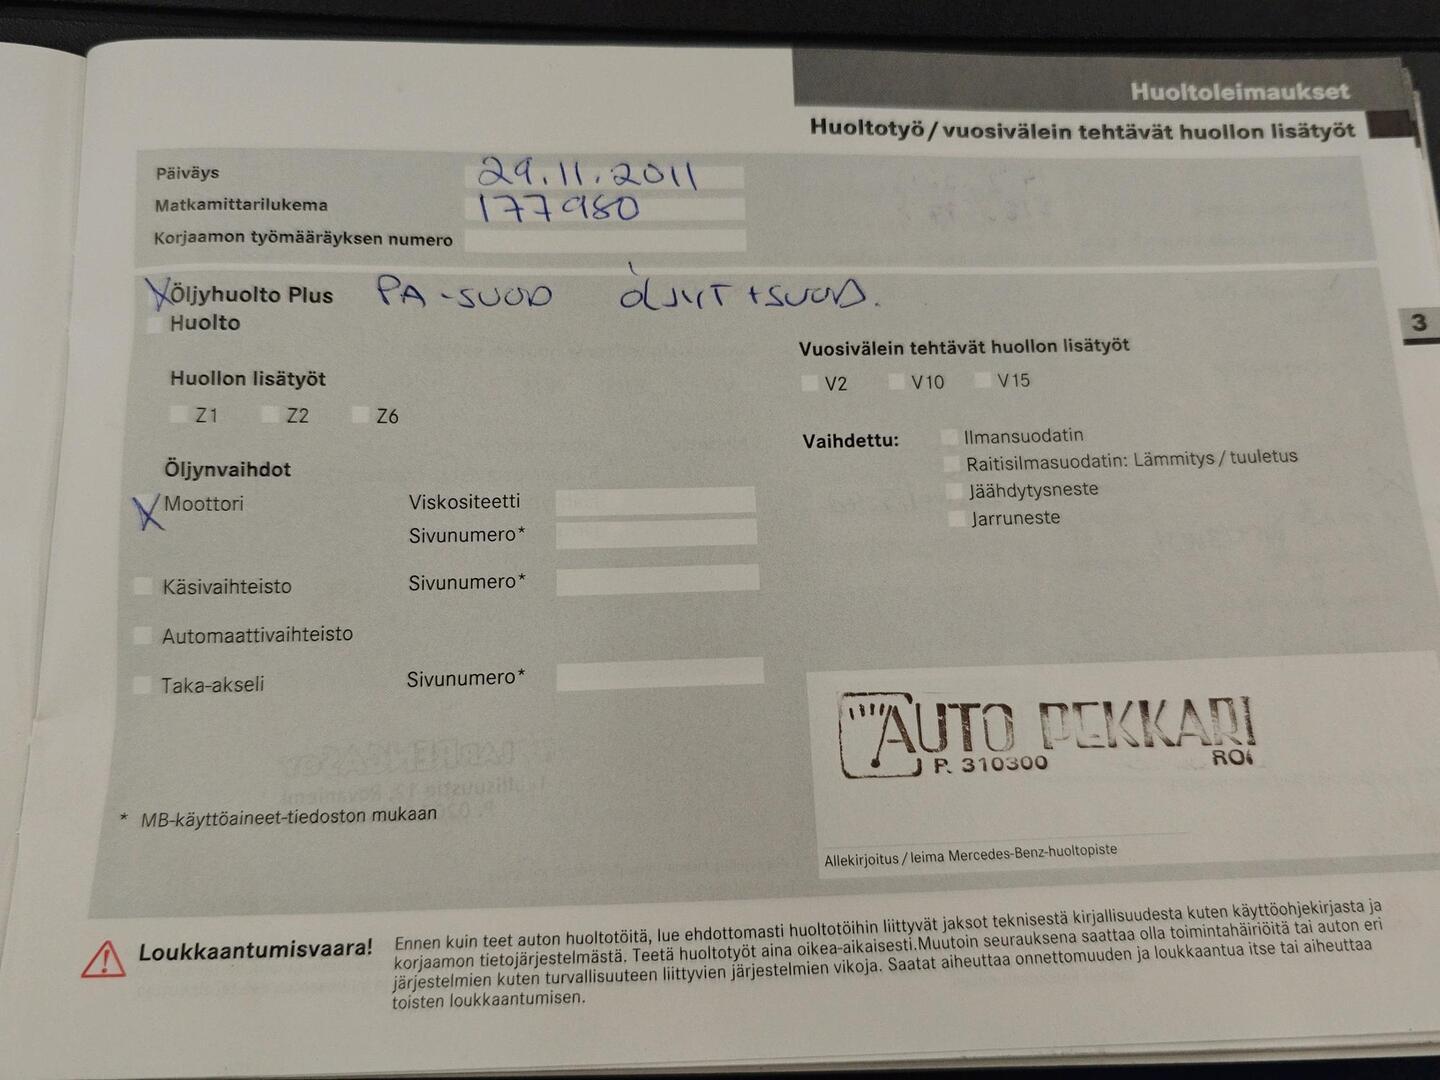 Huoltoleimaukset
Huoltotyö / vuosivälein tehtävät huollon lisätyöt
Päiväys 29.11.2011
Matkamittarilukema 177980
Korjaamon työmääräyksen numero
X Öljyhuolto Plus PA-SUOD ÖLJYT+SUOD.
Huolto
3
Huollon lisätyöt
Z1 Z2 Z6
Öljynvaihdot
X Moottori Viskositeetti
Sivunumero*
Käsivaihteisto Sivunumero*
Automaattivaihteisto
Taka-akseli Sivunumero*
* MB-käyttöaineet-tiedoston mukaan
Vuosivälein tehtävät huollon lisätyöt
V2 V10 V15
Vaihdettu: Ilmansuodatin
Raitisilmasuodatin: Lämmitys / tuuletus
Jäähdytysneste
Jarruneste
AUTO PEKKARI
P. 310300 ROI
Allekirjoitus / leima Mercedes-Benz-huoltopiste
Loukkaantumisvaara!
Ennen kuin teet auton huoltotöitä, lue ehdottomasti huoltotöihin liittyvät jaksot teknisestä kirjallisuudesta kuten käyttöohjekirjasta ja
korjaamon tietojärjestelmästä. Teetä huoltotyöt aina oikea-aikaisesti.Muutoin seurauksena saattaa olla toimintahäiriöitä tai auton eri
järjestelmien kuten turvallisuuteen liittyvien järjestelmien vikoja. Saatat aiheuttaa onnettomuuden ja loukkaantua itse tai aiheuttaa
toisten loukkaantumisen.